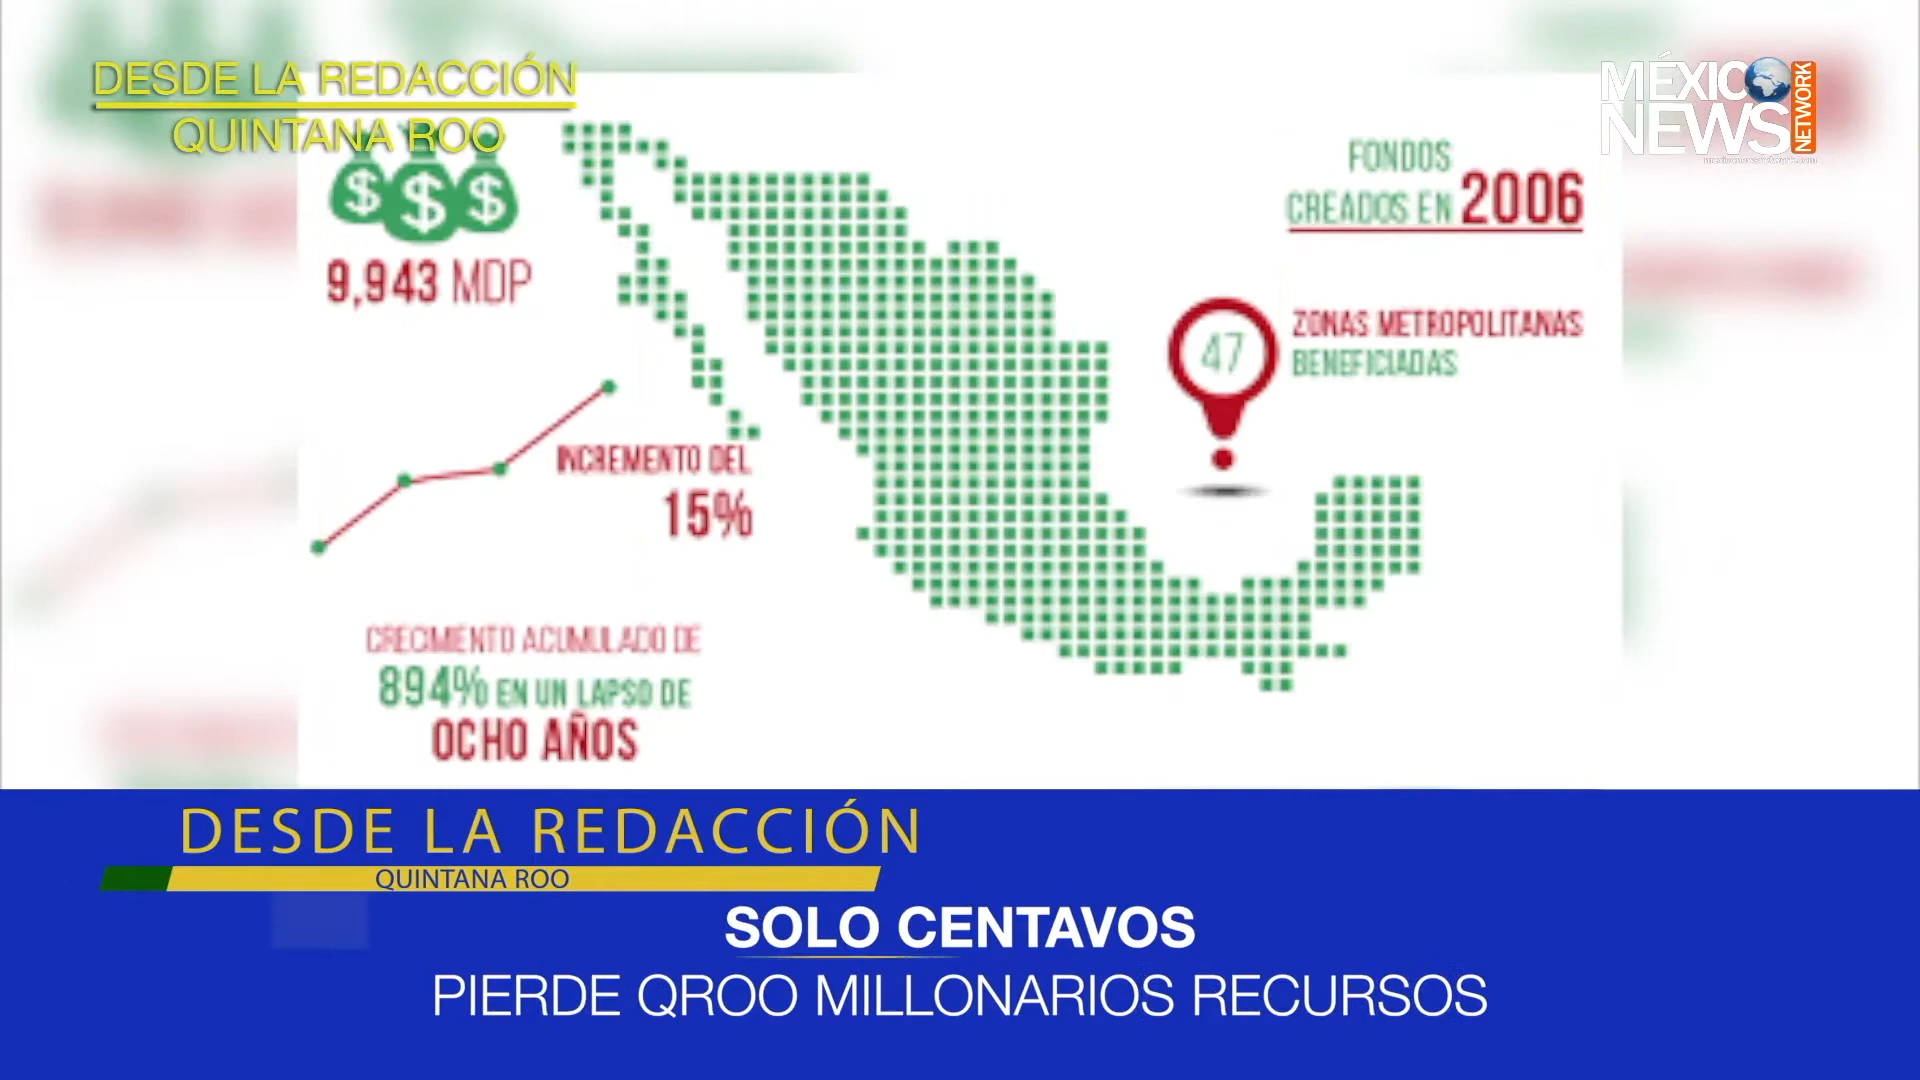 DESDE LA REDACCIÓN
QUINTANA ROO
MÉXICO
NEWS
NETWORK
mexiconewsnetwork.com
$ $ $
9,943 MDP
FONDOS
CREADOS EN 2006
47
ZONAS METROPOLITANAS
BENEFICIADAS
INCREMENTO DEL
15%
CRECIMIENTO ACUMULADO DE
894% EN UN LAPSO DE
OCHO AÑOS
DESDE LA REDACCIÓN
QUINTANA ROO
SOLO CENTAVOS
PIERDE QROO MILLONARIOS RECURSOS